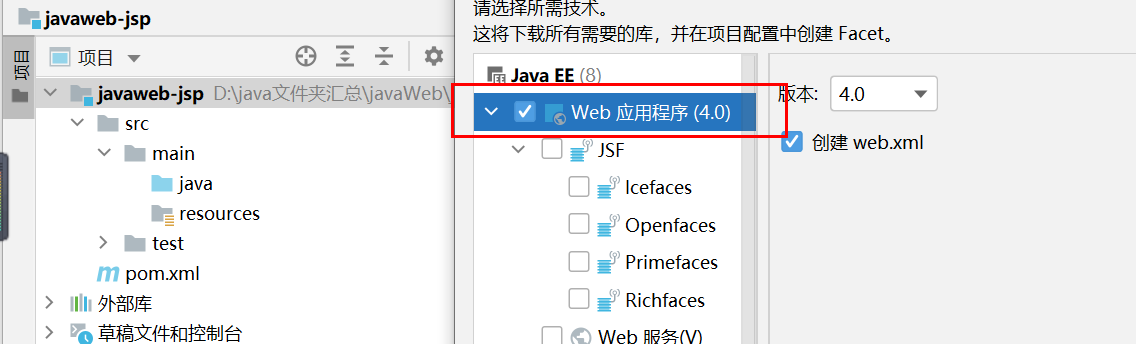 javaweb-jsp
项目
项目
javaweb-jsp D:\java文件夹汇总\javaWeb\
src
main
java
resources
test
pom.xml
外部库
草稿文件和控制台
请选择所需技术。
这将下载所有需要的库，并在项目配置中创建 Facet。
Java EE (8)
Web 应用程序 (4.0)
JSF
Icefaces
Openfaces
Primefaces
Richfaces
Web 服务(V)
版本: 4.0
创建 web.xml